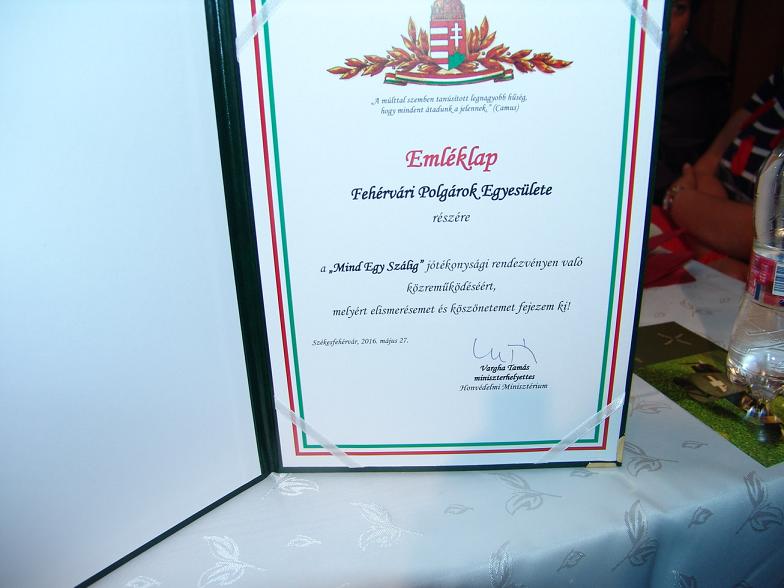 „A múlttal szemben tanúsított legnagyobb hűség,
hogy mindent átadunk a jelennek.” (Camus)
Emléklap
Fehérvári Polgárok Egyesülete
részére
a „Mind Egy Szálig” jótékonysági rendezvényen való
közreműködéséért,
melyért elismerésemet és köszönetemet fejezem ki!
Székesfehérvár, 2016. május 27.
Vargha Tamás
miniszterhelyettes
Honvédelmi Minisztérium